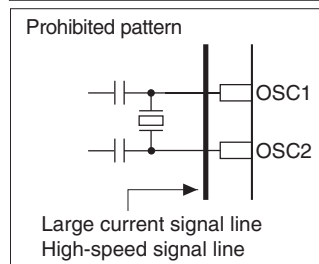 Prohibited pattern
OSC1
OSC2
Large current signal line
High-speed signal line